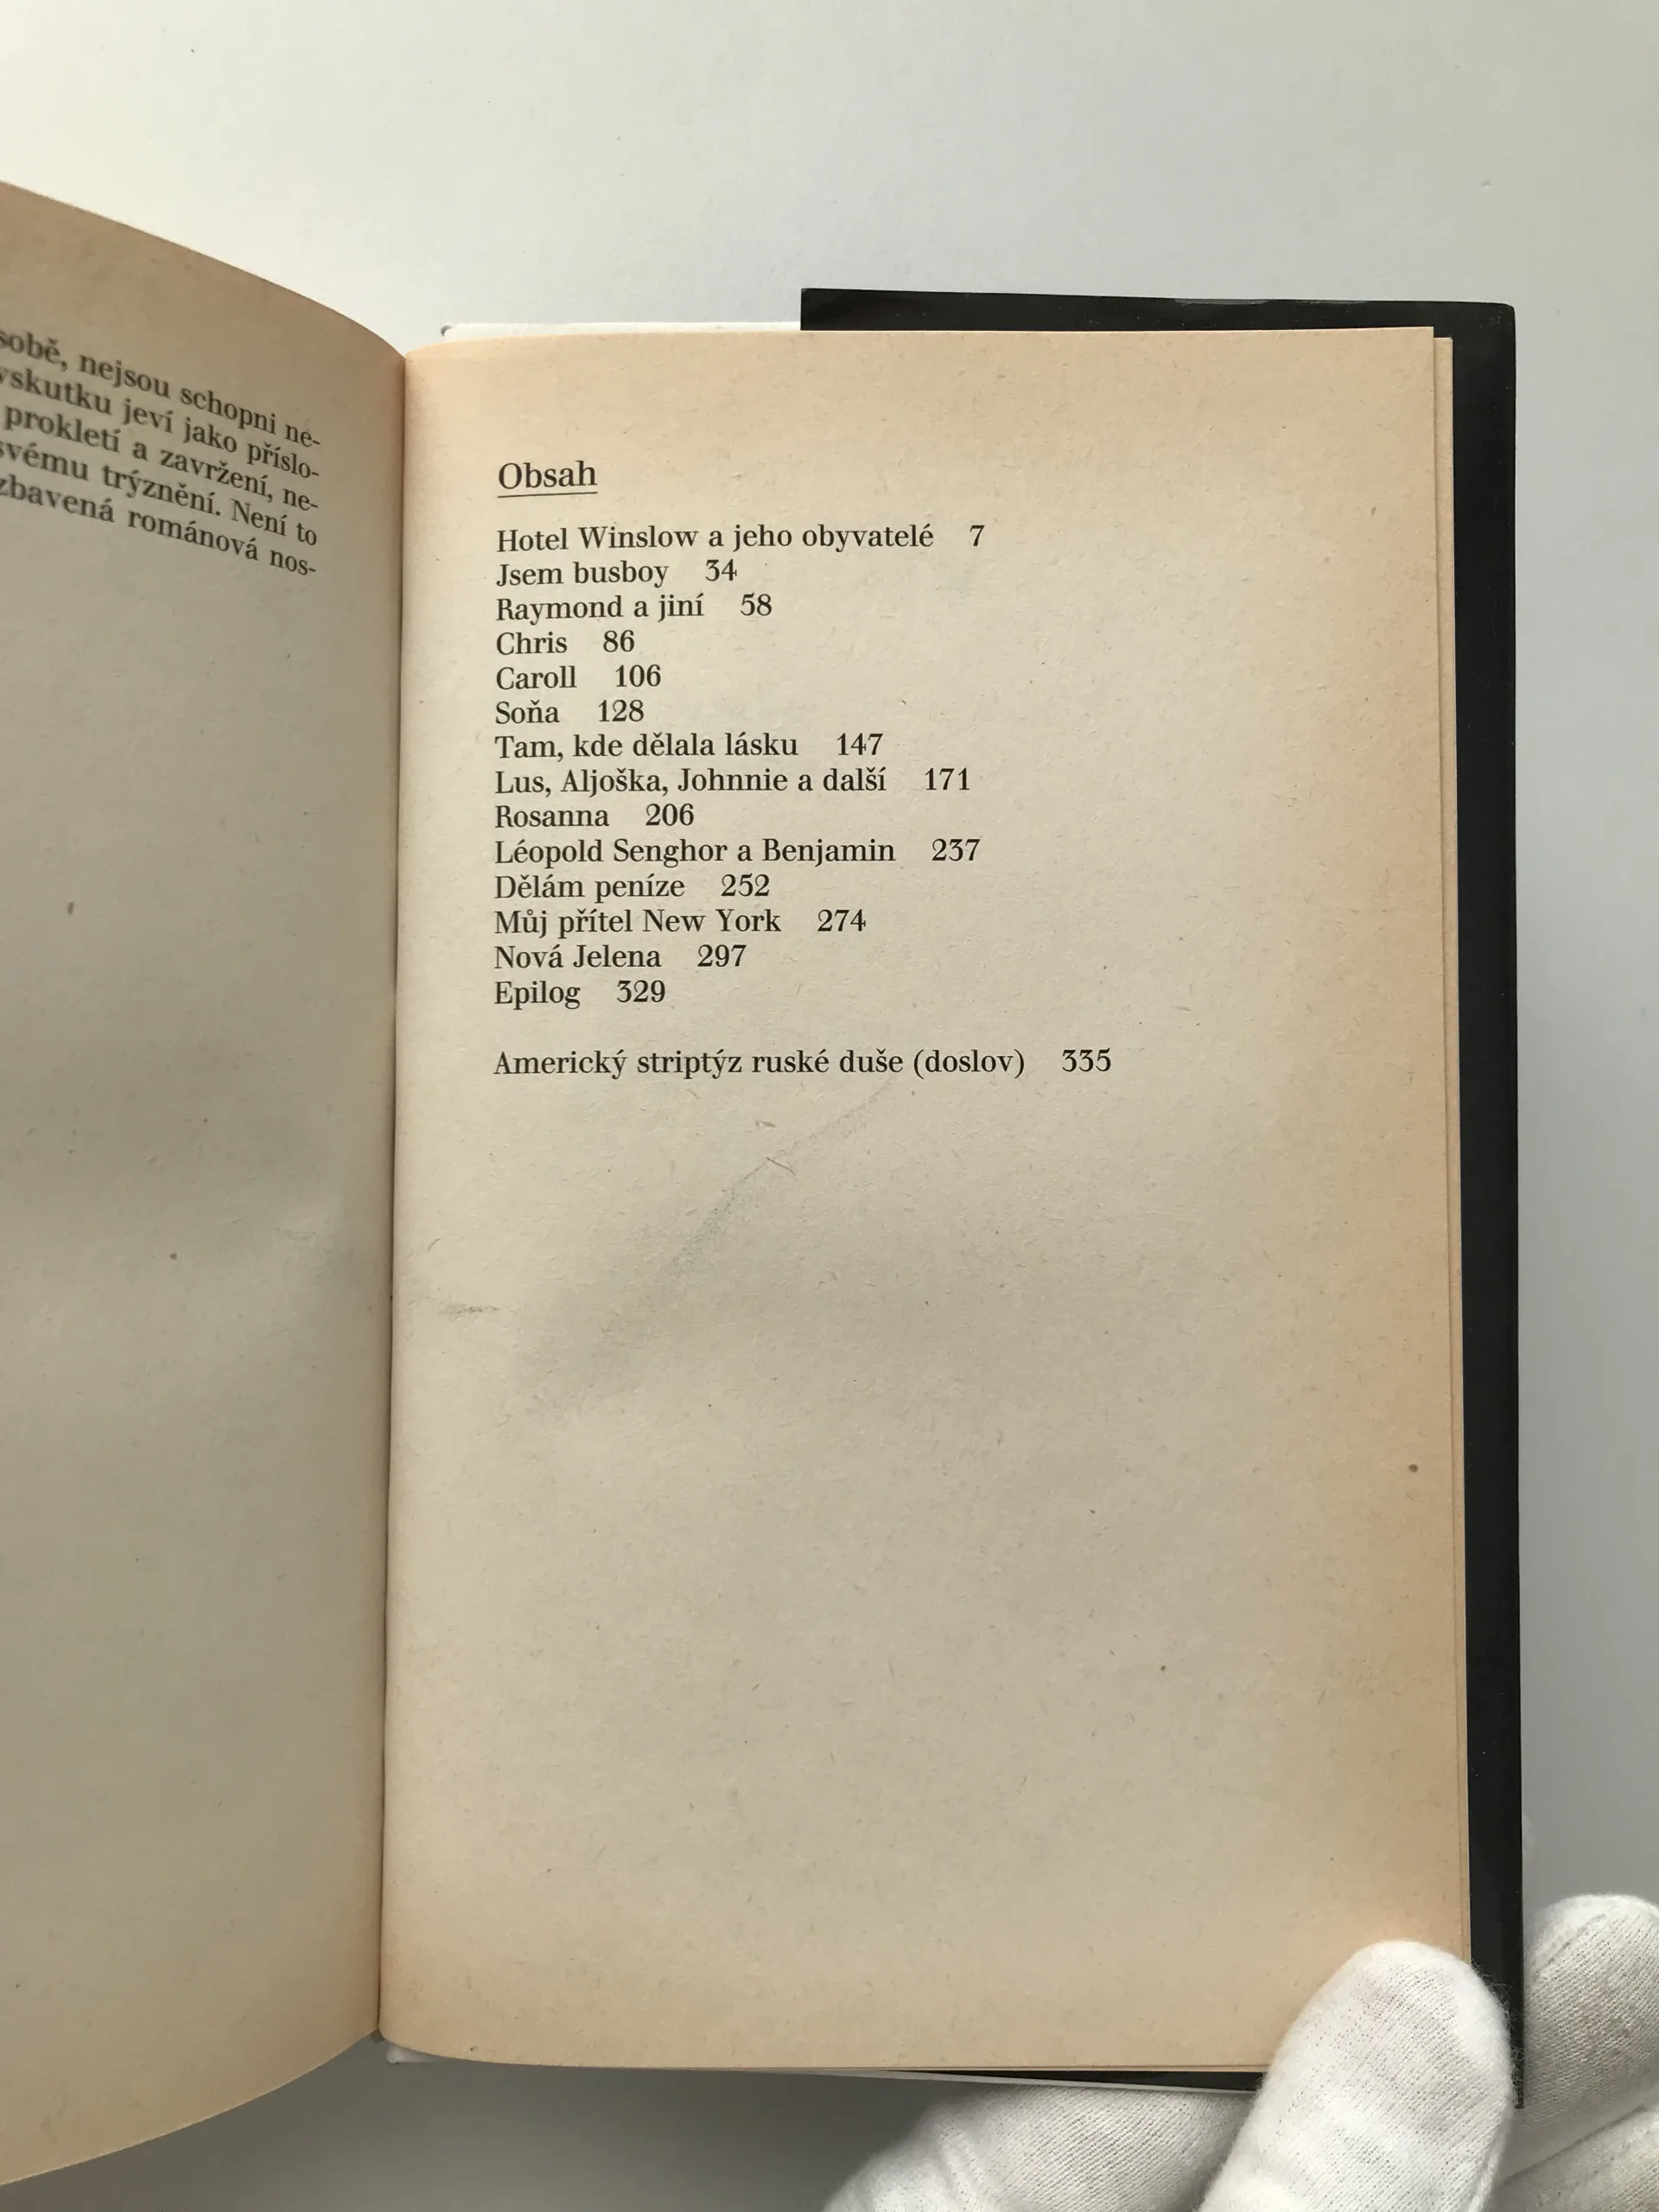 sobě, nejsou schopni ne-
vskutku jeví jako příslo-
prokletí a zavržení, ne-
svému trýznění. Není to
zbavená románová nos-
Obsah
Hotel Winslow a jeho obyvatelé 7
Jsem busboy 34
Raymond a jiní 58
Chris 86
Caroll 106
Soňa 128
Tam, kde dělala lásku 147
Lus, Aljoška, Johnnie a další 171
Rosanna 206
Léopold Senghor a Benjamin 237
Dělám peníze 252
Můj přítel New York 274
Nová Jelena 297
Epilog 329
Americký striptýz ruské duše (doslov) 335